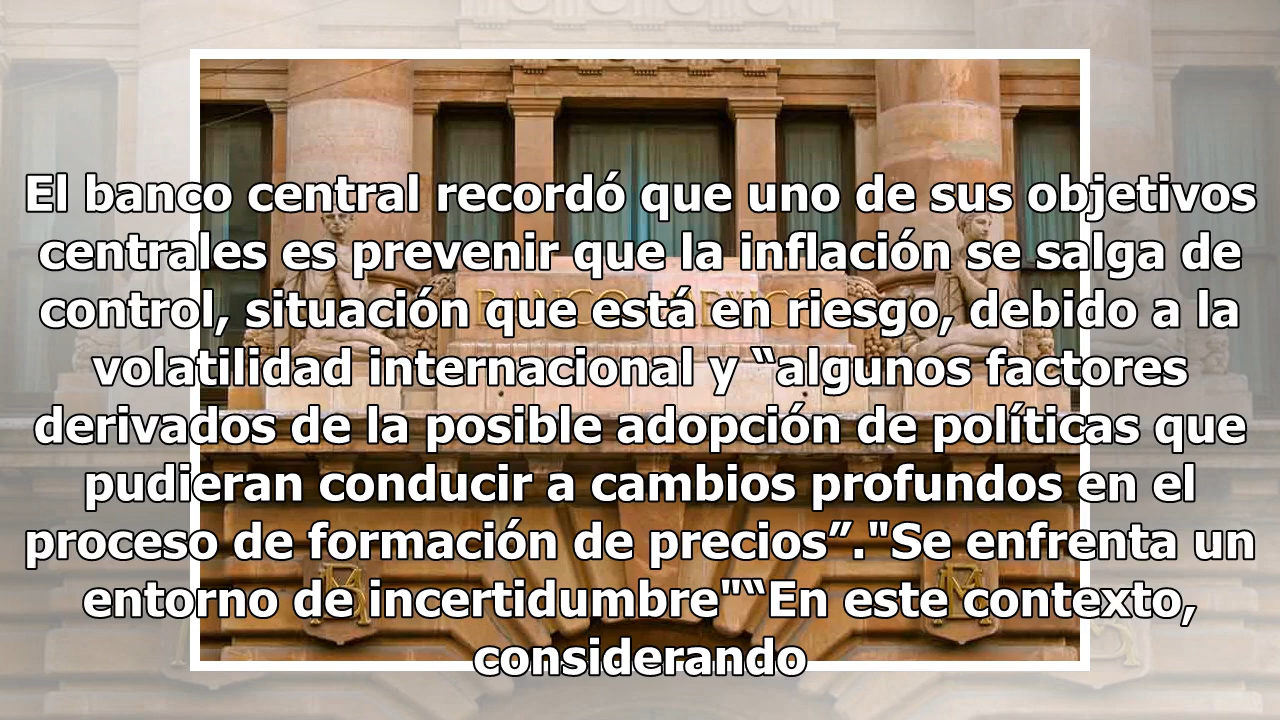 El banco central recordó que uno de sus objetivos
centrales es prevenir que la inflación se salga de
control, situación que está en riesgo, debido a la
volatilidad internacional y “algunos factores
derivados de la posible adopción de políticas que
pudieran conducir a cambios profundos en el
proceso de formación de precios”."Se enfrenta un
entorno de incertidumbre"“En este contexto,
considerando
BANCO